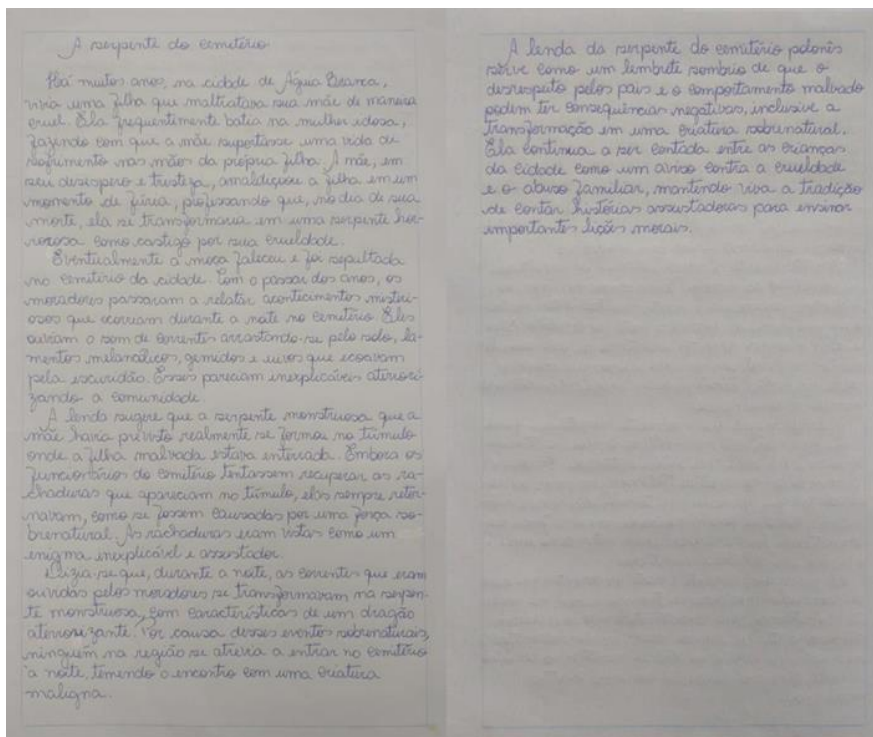 A serpente do cemitério
Há muitos anos, na cidade de Água Branca,
vivia uma filha que maltratava sua mãe de maneira
cruel. Ela frequentimente batia na mulher idosa,
fazendo com que a mãe suportasse uma vida de
sofrimento nas mãos da própria filha. A mãe, em
seu desespero e tristeza, amaldiçoou a filha em um
momento de fúria, profissando que, no dia de sua
morte, ela se transformaria em uma serpente hor-
rorosa como castigo por sua crueldade.
Eventualmente a moça faleceu e foi sepultada
no cemitério da cidade. Com o passar dos anos, os
moradores passaram a relatar acontecimentos misteri-
osos que ocorriam durante a noite no cemitério. Eles
ouviam o som de correntes arrastando-se pelo solo, la-
mentos melancólicos, gemidos e uivos que ecoavam
pela escuridão. Esses pareciam inexplicáveis aterrori-
zando a comunidade.
A lenda sugere que a serpente monstruosa que a
mãe havia previsto realmente se formou no túmulo
onde a filha malvada estava enterrada. Embora os
funcionários do cemitério tentassem recuperar as ra-
chaduras que apareciam no túmulo, elas sempre retor-
navam, como se fossem causadas por uma força so-
brenatural. As rachaduras eram vistas como um
enigma inexplicável e assustador.
Dizia-se que, durante a noite, as correntes que eram
ouvidas pelos moradores se transformavam na serpen-
te monstruosa, com características de um dragão
aterrorizante. Por causa desses eventos sobrenaturais,
ninguém na região se atrevia a entrar no cemitério
à noite, temendo o encontro com uma criatura
maligna.
A lenda da serpente do cemitério polonês
serve como um lembrete sombrio de que o
desrespeito pelos pais e o comportamento malvado
podem ter consequências negativas, inclusive a
transformação em uma criatura sobrenatural.
Ela continua a ser contada entre as crianças
da cidade como um aviso contra a crueldade
e o abuso familiar, mantendo viva a tradição
de contar histórias assustadoras para ensinar
importantes lições morais.